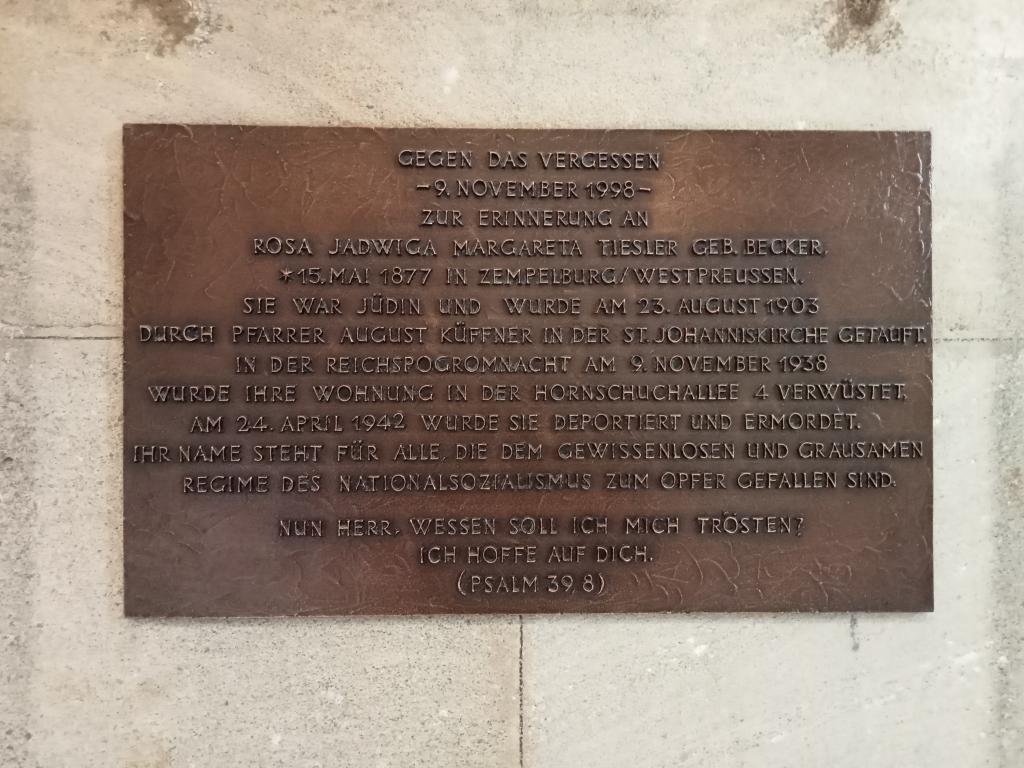 GEGEN DAS VERGESSEN
– 9. NOVEMBER 1998 –
ZUR ERINNERUNG AN
ROSA JADWIGA MARGARETA TIESLER GEB. BECKER.
*15. MAI 1877 IN ZEMPELBURG/WESTPREUSSEN.
SIE WAR JÜDIN UND WURDE AM 23. AUGUST 1903
DURCH PFARRER AUGUST KÜFFNER IN DER ST. JOHANNISKIRCHE GETAUFT.
IN DER REICHSPOGROMNACHT AM 9. NOVEMBER 1938
WURDE IHRE WOHNUNG IN DER HORNSCHUCHALLEE 4 VERWÜSTET,
AM 24. APRIL 1942 WURDE SIE DEPORTIERT UND ERMORDET.
IHR NAME STEHT FÜR ALLE, DIE DEM GEWISSENLOSEN UND GRAUSAMEN
REGIME DES NATIONALSOZIALISMUS ZUM OPFER GEFALLEN SIND.
NUN HERR, WESSEN SOLL ICH MICH TRÖSTEN?
ICH HOFFE AUF DICH.
(PSALM 39,8)